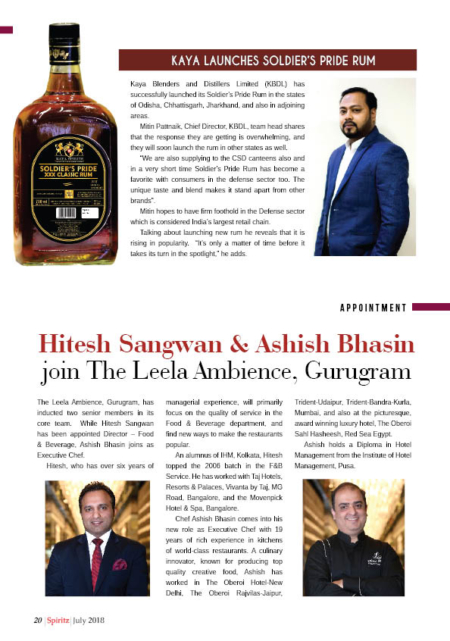 KAYA LAUNCHES SOLDIER'S PRIDE RUM
Kaya Blenders and Distillers Limited (KBDL) has
successfully launched its Soldier's Pride Rum in the states
of Odisha, Chhattisgarh, Jharkhand, and also in adjoining
areas.
Mitin Pattnaik, Chief Director, KBDL, team head shares
that the response they are getting is overwhelming, and
they will soon launch the rum in other states as well.
"We are also supplying to the CSD canteens also and
in a very short time Soldier's Pride Rum has become a
favorite with consumers in the defense sector too. The
unique taste and blend makes it stand apart from other
brands".
Mitin hopes to have firm foothold in the Defense sector
which is considered India's largest retail chain.
Talking about launching new rum he reveals that it is
rising in popularity. "It's only a matter of time before it
takes its turn in the spotlight," he adds.
SOLDIER'S PRIDE
XXX CLASSIC RUM
APPOINTMENT
Hitesh Sangwan & Ashish Bhasin
join The Leela Ambience, Gurugram
The Leela Ambience, Gurugram, has
inducted two senior members in its
core team. While Hitesh Sangwan
has been appointed Director – Food
& Beverage, Ashish Bhasin joins as
Executive Chef.
Hitesh, who has over six years of
managerial experience, will primarily
focus on the quality of service in the
Food & Beverage department, and
find new ways to make the restaurants
popular.
An alumnus of IHM, Kolkata, Hitesh
topped the 2006 batch in the F&B
Service. He has worked with Taj Hotels,
Resorts & Palaces, Vivanta by Taj, MG
Road, Bangalore, and the Movenpick
Hotel & Spa, Bangalore.
Chef Ashish Bhasin comes into his
new role as Executive Chef with 19
years of rich experience in kitchens
of world-class restaurants. A culinary
innovator, known for producing top
quality creative food, Ashish has
worked in The Oberoi Hotel-New
Delhi, The Oberoi Rajvilas-Jaipur,
Trident-Udaipur, Trident-Bandra-Kurla,
Mumbai, and also at the picturesque,
award winning luxury hotel, The Oberoi
Sahl Hasheesh, Red Sea Egypt.
Ashish holds a Diploma in Hotel
Management from the Institute of Hotel
Management, Pusa.
20 |Spiritz| July 2018